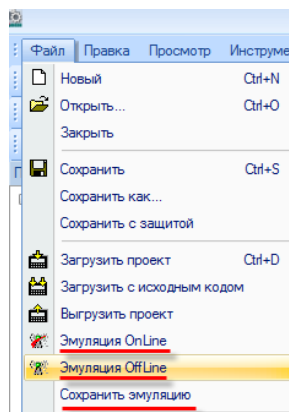 Файл Правка Просмотр Инструме
Новый Ctrl+N
Открыть... Ctrl+O
Закрыть
Сохранить Ctrl+S
Сохранить как...
Сохранить с защитой
Загрузить проект Ctrl+D
Загрузить с исходным кодом
Выгрузить проект
Эмуляция OnLine
Эмуляция OffLine
Сохранить эмуляцию